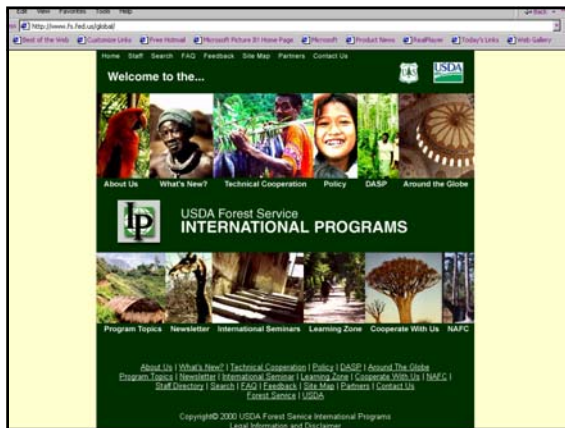 Edit View Favorites Tools Help
Back
http://www.fs.fed.us/global/
Best of the Web Customize Links Free Hotmail Microsoft Picture It! Home Page Microsoft Product News RealPlayer Today's Links Web Gallery
Home Staff Search FAQ Feedback Site Map Partners Contact Us
Welcome to the...
USDA
About Us What's New? Technical Cooperation Policy DASP Around the Globe
IP
USDA Forest Service
INTERNATIONAL PROGRAMS
Program Topics Newsletter International Seminars Learning Zone Cooperate With Us NAFC
About Us | What's New? | Technical Cooperation | Policy | DASP | Around The Globe
Program Topics | Newsletter | International Seminar | Learning Zone | Cooperate With Us | NAFC |
Staff Directory | Search | FAQ | Feedback | Site Map | Partners | Contact Us
Forest Service | USDA
Copyright© 2000 USDA Forest Service International Programs
Legal Information and Disclaimer